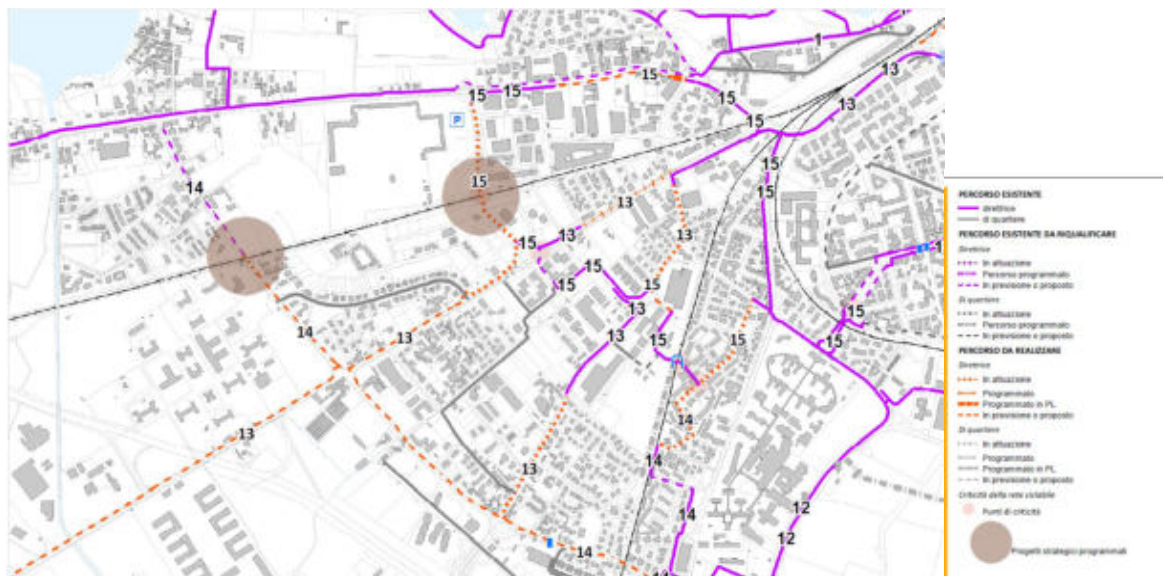 1
13
15
15
15
15
13
15
P
14
15
15
15
13
15
13
15
13
15
15
15
13
15
1
14
13
13
15
15
15
13
14
13
14
12
14
12
14
14
PERCORSO ESISTENTE
direttrice
di quartiere
PERCORSO ESISTENTE DA RIQUALIFICARE
Direttrice
In attuazione
Percorso programmato
In previsione o proposto
Di quartiere
In attuazione
Percorso programmato
In previsione o proposto
PERCORSO DA REALIZZARE
Direttrice
In attuazione
Programmato
Programmato in PL
In previsione o proposto
Di quartiere
In attuazione
Programmato
Programmato in PL
In previsione o proposto
Criticità della rete ciclabile
Punti di criticità
Progetti strategici programmati